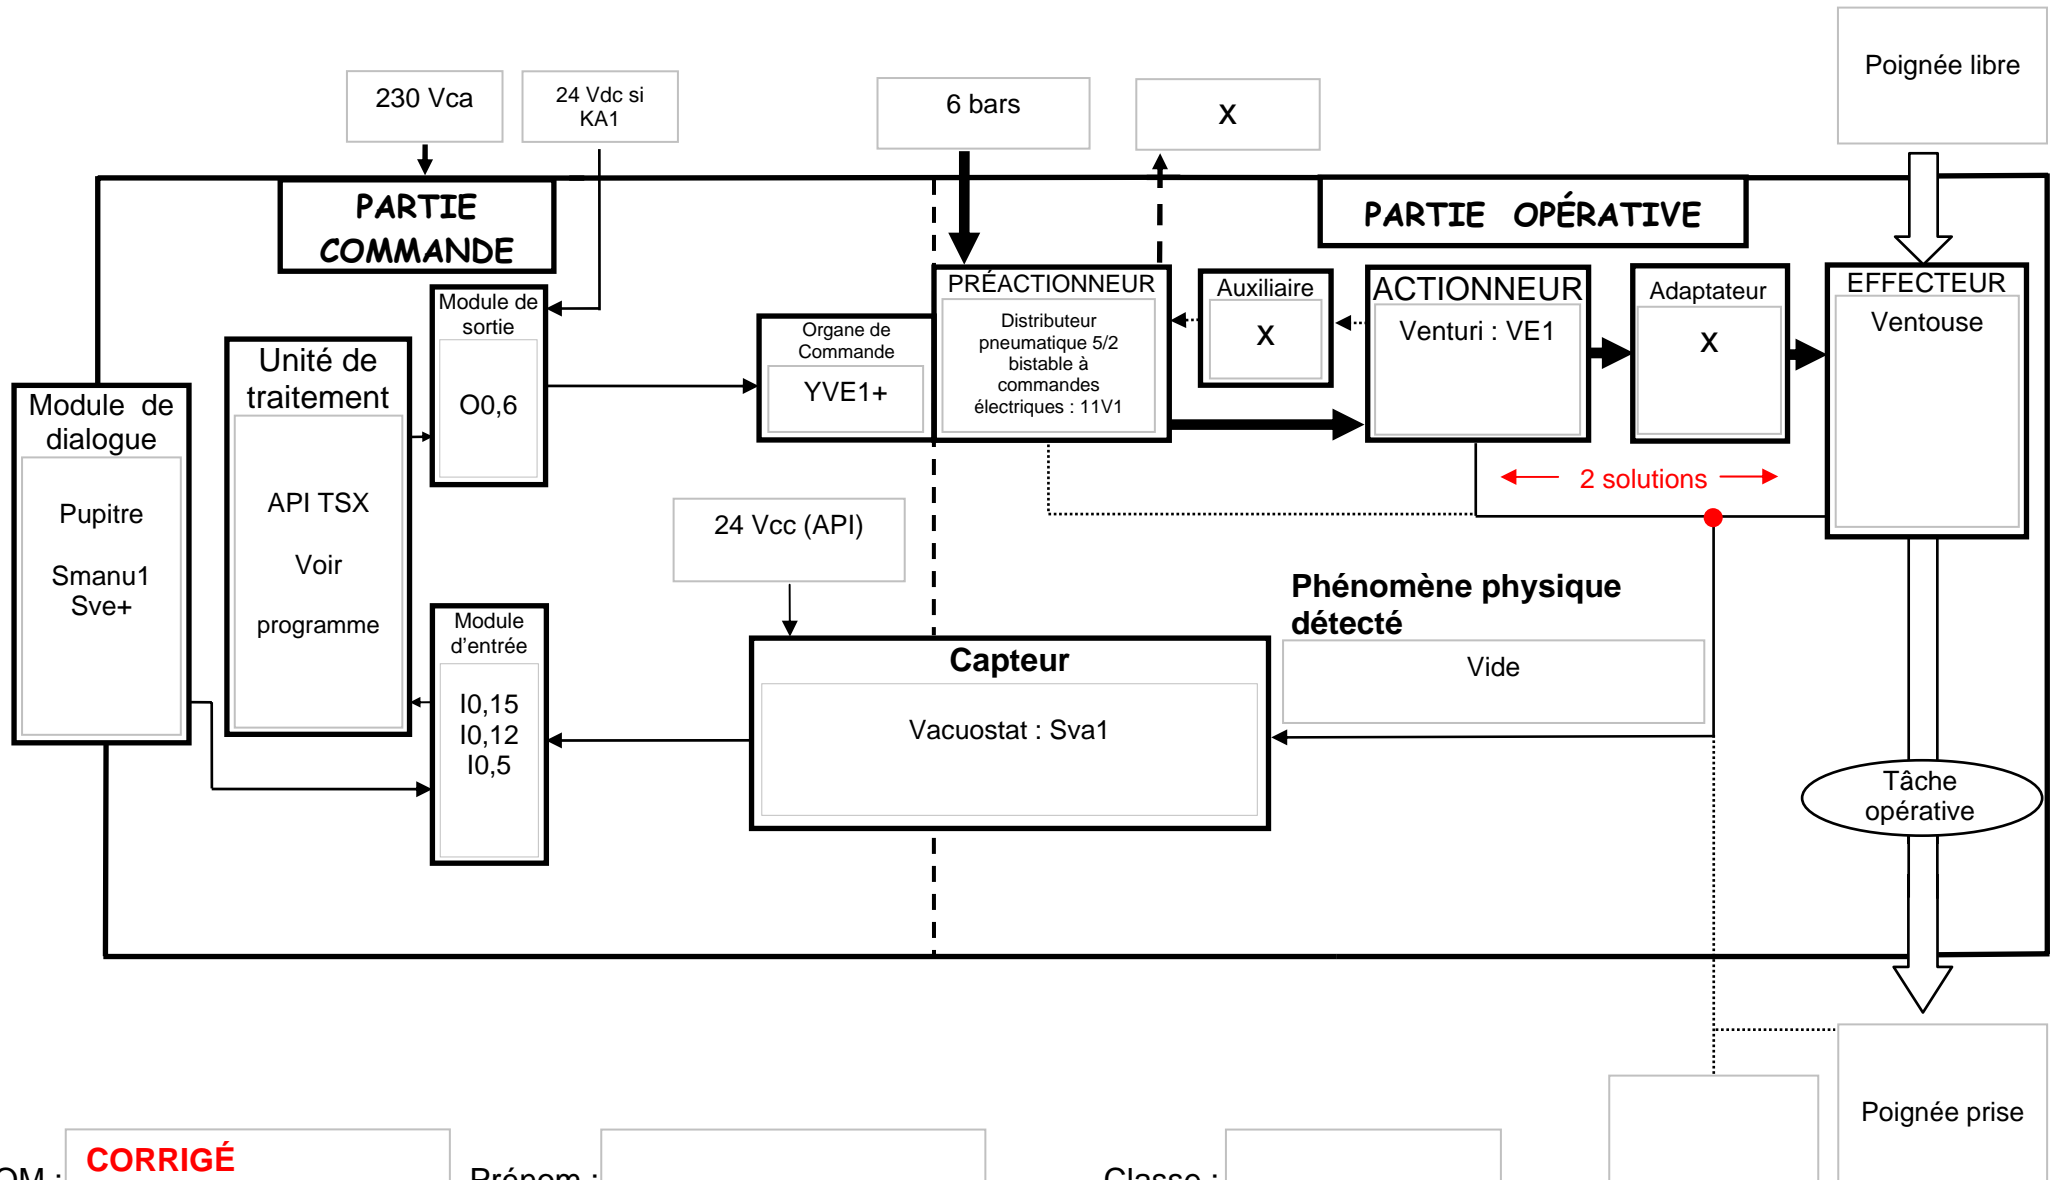 Poignée libre
230 Vca
24 Vdc si
KA1
6 bars
x
PARTIE
COMMANDE
PARTIE OPÉRATIVE
Module de
sortie
O0,6
Unité de
traitement
API TSX
Voir
programme
Module de
dialogue
Pupitre
Smanu1
Sve+
Organe de
Commande
YVE1+
PRÉACTIONNEUR
Distributeur
pneumatique 5/2
bistable à
commandes
électriques : 11V1
Auxiliaire
x
ACTIONNEUR
Venturi : VE1
Adaptateur
x
EFFECTEUR
Ventouse
2 solutions
24 Vcc (API)
Phénomène physique
détecté
Vide
Module
d'entrée
I0,15
I0,12
I0,5
Capteur
Vacuostat : Sva1
Tâche
opérative
Poignée prise
OM :
CORRIGÉ
Prénom :
Classe :